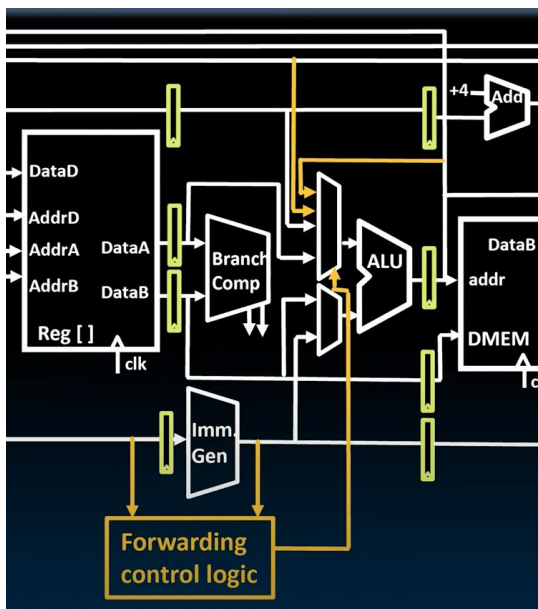 +4
Add
DataD
AddrD
AddrA
AddrB
DataA
DataB
Reg [ ]
clk
Branch
Comp
ALU
DataB
addr
DMEM
Imm.
Gen
Forwarding
control logic